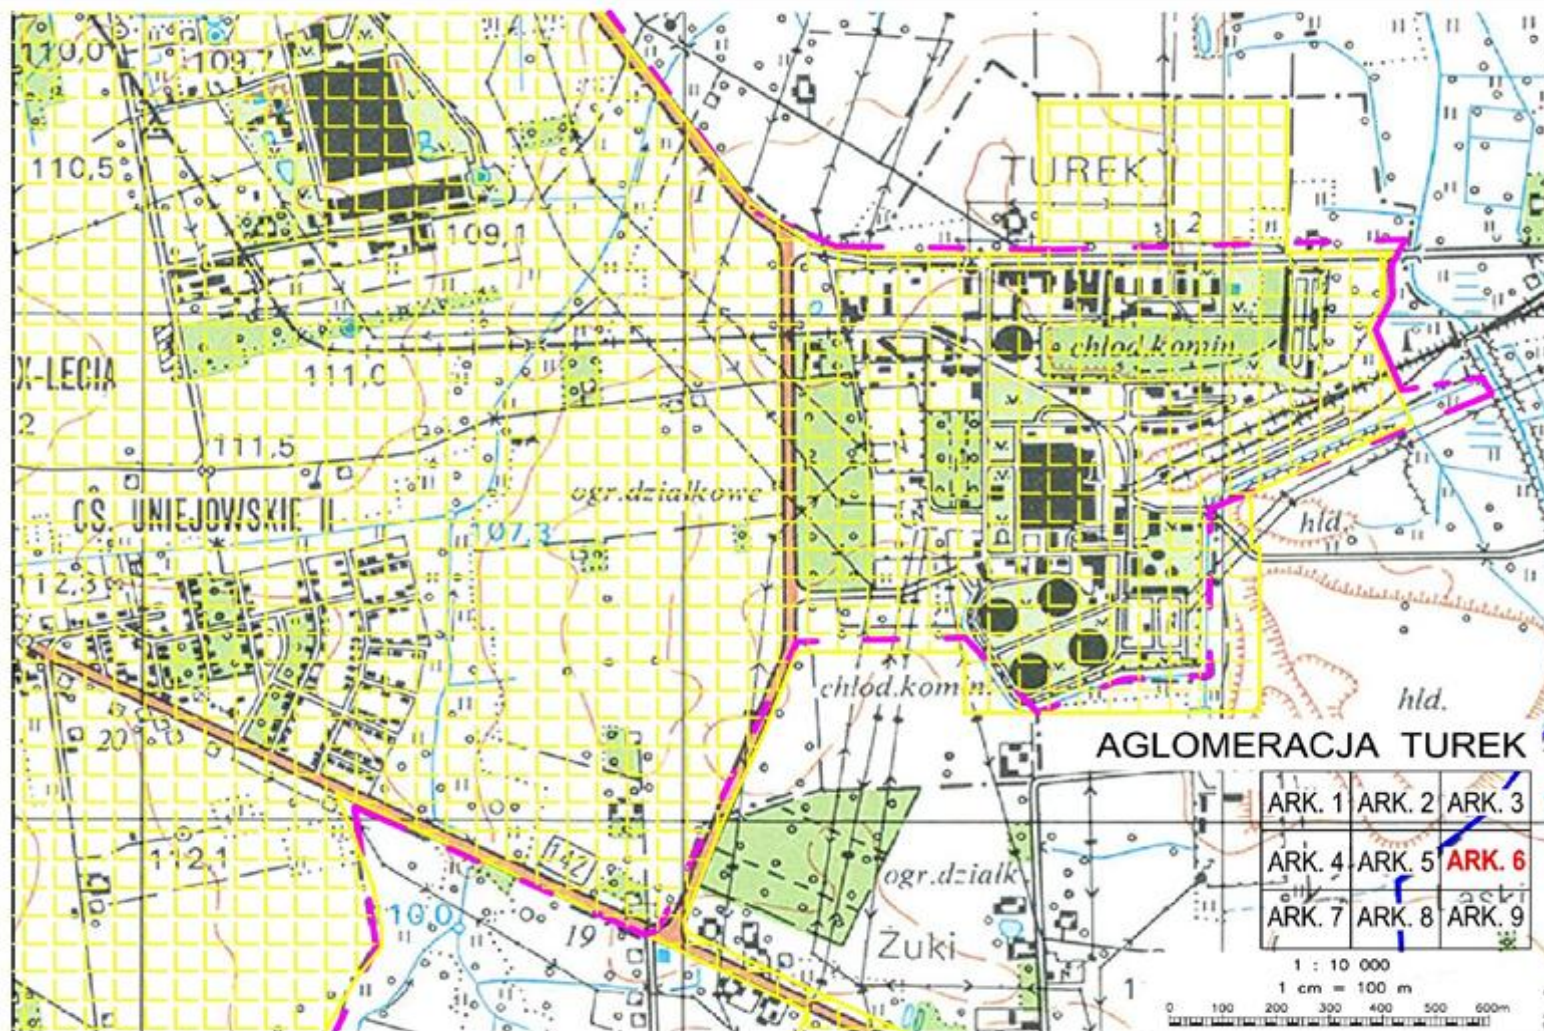 110,0
109,7
110,5
TUREK
2
109,1
chłod.komin
X-LECIA
111,0
2
111,5
ogr.działkowe
OS. UNIEJOWSKIE II
07,3
hld.
112,3
chłod.komin.
hld.
20
AGLOMERACJA TUREK
ARK. 1 ARK. 2 ARK. 3
142
112,1
ARK. 4 ARK. 5 ARK. 6
ogr.działk
10,0
ARK. 7 ARK. 8 ARK. 9
19
Żuki
1 : 10 000
1 cm = 100 m
1
0 100 200 300 400 500 600m